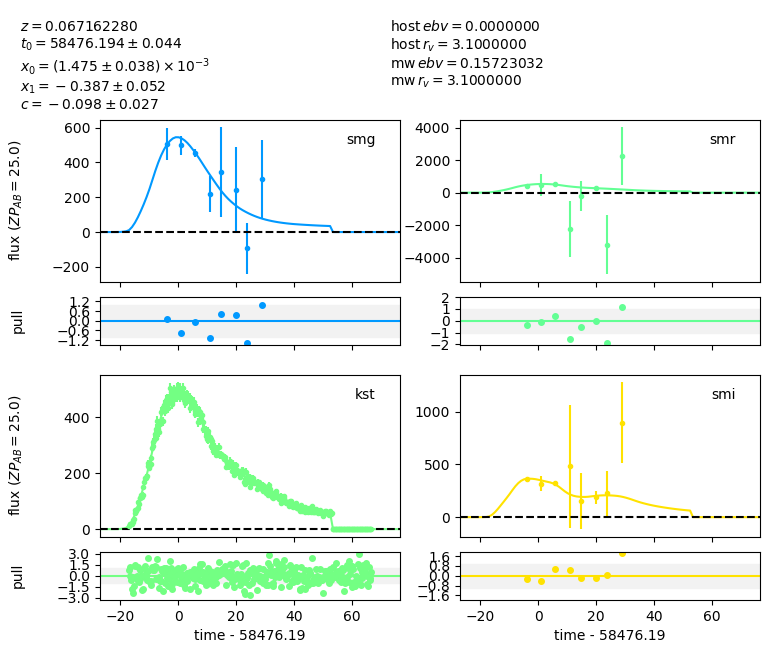 z = 0.067162280
t₀ = 58476.194 ± 0.044
x₀ = (1.475 ± 0.038) × 10⁻³
x₁ = −0.387 ± 0.052
c = −0.098 ± 0.027
host ebv = 0.0000000
host r_v = 3.1000000
mw ebv = 0.15723032
mw r_v = 3.1000000
flux (ZP_AB = 25.0)
600
400
200
0
−200
smg
4000
2000
0
−2000
−4000
smr
pull
1.2
0.6
0.0
−0.6
−1.2
2
1
0
−1
−2
flux (ZP_AB = 25.0)
400
200
0
kst
1000
500
0
smi
pull
3.0
1.5
0.0
−1.5
−3.0
1.6
0.8
0.0
−0.8
−1.6
−20 0 20 40 60
−20 0 20 40 60
time - 58476.19
time - 58476.19